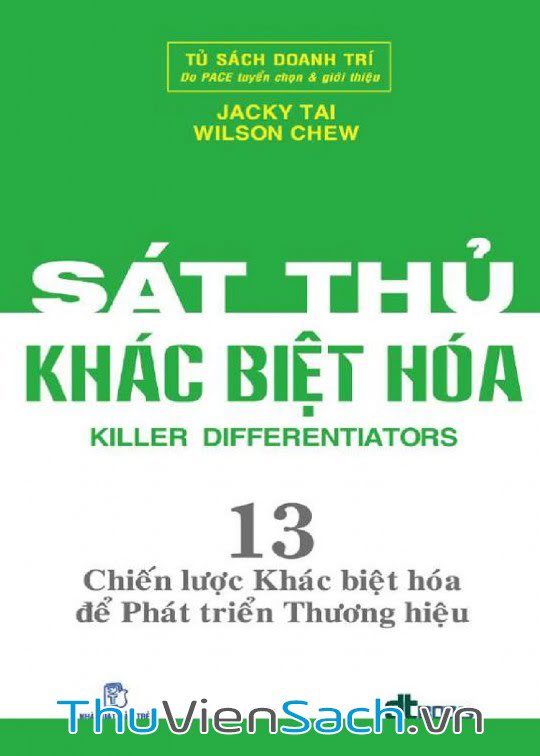 TỦ SÁCH DOANH TRÍ
Do PACE tuyển chọn & giới thiệu
JACKY TAI
WILSON CHEW
SÁT THỦ
KHÁC BIỆT HÓA
KILLER DIFFERENTIATORS
13
Chiến lược Khác biệt hóa
để Phát triển Thương hiệu
ThuVienSach.vn